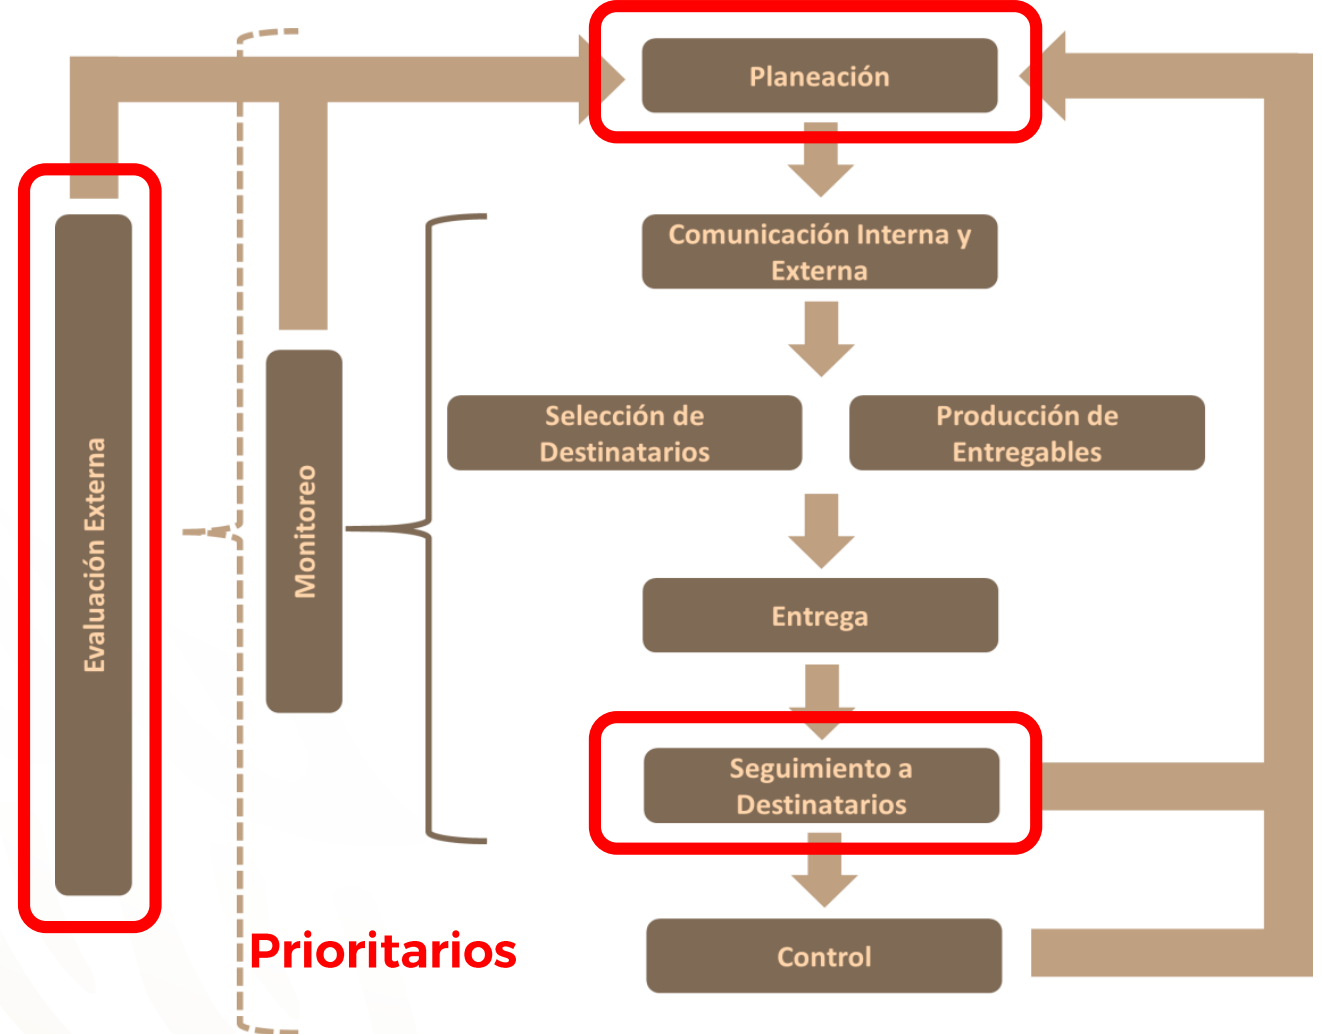 Planeación
Comunicación Interna y
Externa
Selección de
Destinatarios
Producción de
Entregables
Entrega
Seguimiento a
Destinatarios
Control
Monitoreo
Evaluación Externa
Prioritarios